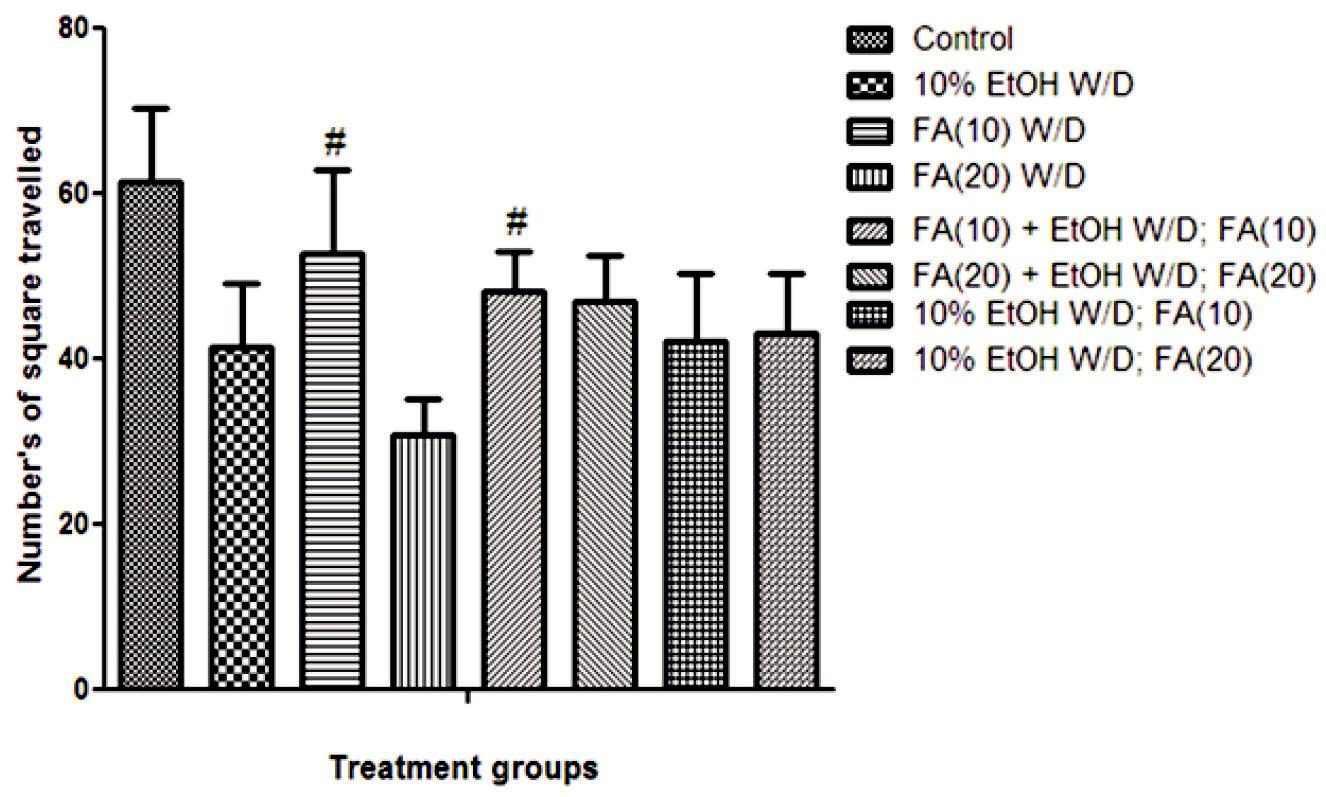 80
60
40
20
0
Number's of square travelled
#
#
Treatment groups
Control
10% EtOH W/D
FA(10) W/D
FA(20) W/D
FA(10) + EtOH W/D; FA(10)
FA(20) + EtOH W/D; FA(20)
10% EtOH W/D; FA(10)
10% EtOH W/D; FA(20)